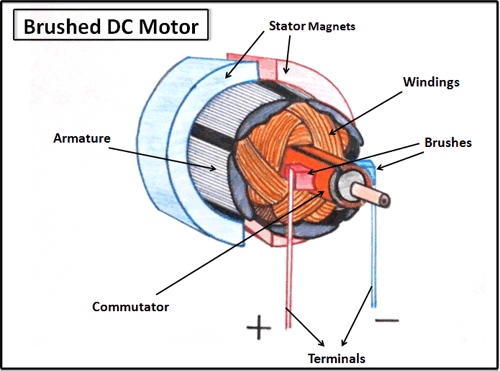 Brushed DC Motor
Stator Magnets
Windings
Armature
Brushes
Commutator
+
−
Terminals